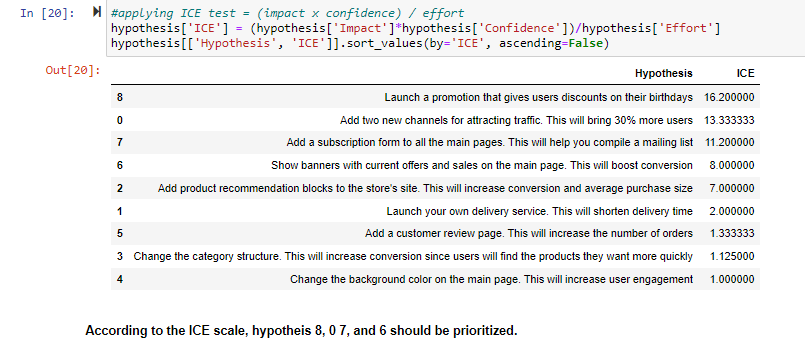 In [20]: #applying ICE test = (impact x confidence) / effort
hypothesis['ICE'] = (hypothesis['Impact']*hypothesis['Confidence'])/hypothesis['Effort']
hypothesis[['Hypothesis', 'ICE']].sort_values(by='ICE', ascending=False)
Out[20]:
Hypothesis ICE
8 Launch a promotion that gives users discounts on their birthdays 16.200000
0 Add two new channels for attracting traffic. This will bring 30% more users 13.333333
7 Add a subscription form to all the main pages. This will help you compile a mailing list 11.200000
6 Show banners with current offers and sales on the main page. This will boost conversion 8.000000
2 Add product recommendation blocks to the store's site. This will increase conversion and average purchase size 7.000000
1 Launch your own delivery service. This will shorten delivery time 2.000000
5 Add a customer review page. This will increase the number of orders 1.333333
3 Change the category structure. This will increase conversion since users will find the products they want more quickly 1.125000
4 Change the background color on the main page. This will increase user engagement 1.000000
According to the ICE scale, hypotheis 8, 0 7, and 6 should be prioritized.